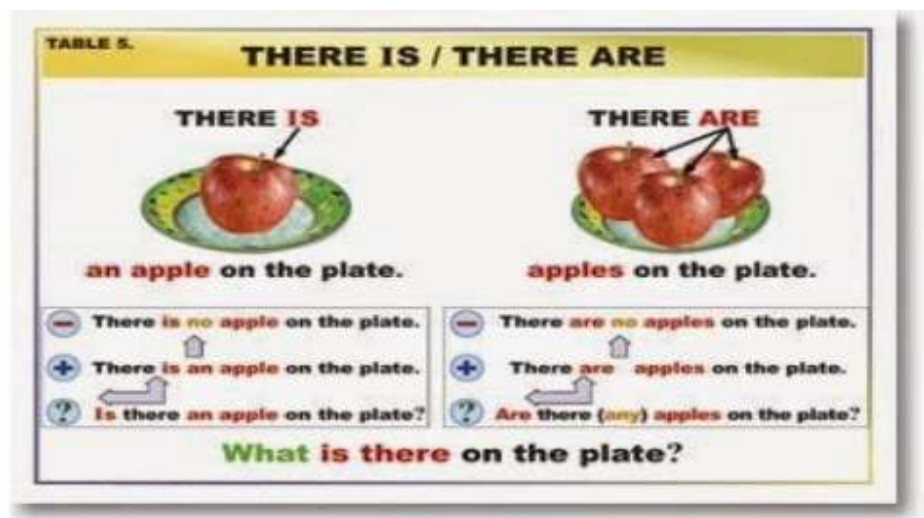 TABLE 5.
THERE IS / THERE ARE
THERE IS
an apple on the plate.
THERE ARE
apples on the plate.
There is no apple on the plate.
There is an apple on the plate.
Is there an apple on the plate?
There are no apples on the plate.
There are apples on the plate.
Are there (any) apples on the plate?
What is there on the plate?